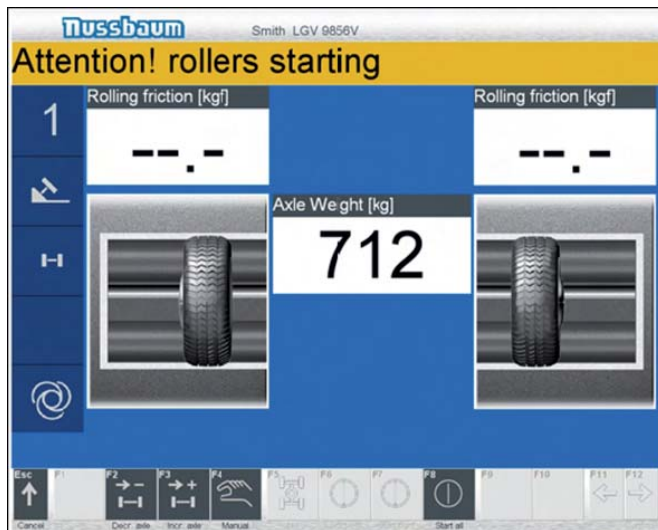 Nussbaum
Smith LGV 9856V
Attention! rollers starting
1
Rolling friction [kgf]
Rolling friction [kgf]
--.-
--.-
Axle Weight [kg]
712
Esc F1 F2 F3 F4 F5 F6 F7 F8 F9 F10 F11 F12
Cancel Decr. axle Incr. axle Manual Start all